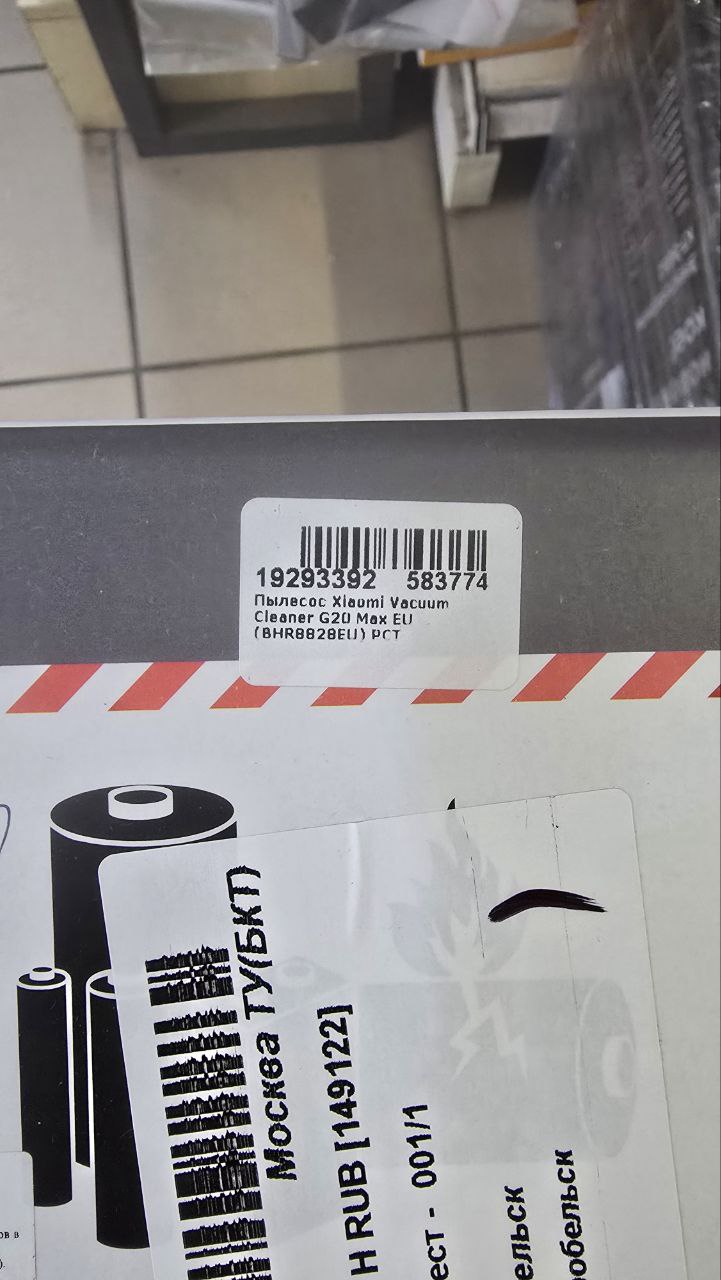 19293392 583774
Пылесос Xiaomi Vacuum
Cleaner G20 Max EU
(BHR8828EU) РСТ
Москва ТУ(БКТ)
Н RUB [149122]
ест - 001/1
ельск
обельск
ов в
).